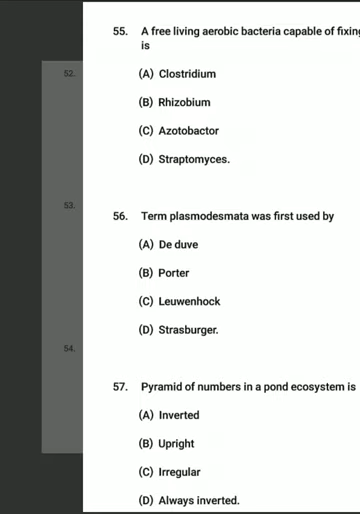 55. A free living aerobic bacteria capable of fixing
is
52.
(A) Clostridium
(B) Rhizobium
(C) Azotobactor
(D) Straptomyces.
53.
56. Term plasmodesmata was first used by
(A) De duve
(B) Porter
(C) Leuwenhock
(D) Strasburger.
54.
57. Pyramid of numbers in a pond ecosystem is
(A) Inverted
(B) Upright
(C) Irregular
(D) Always inverted.